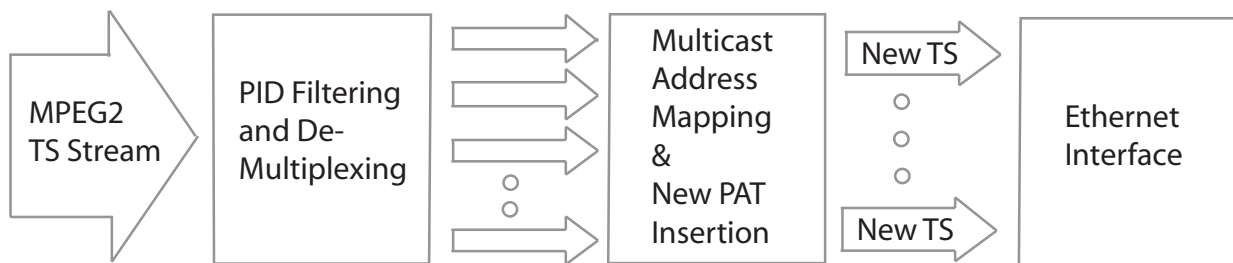 MPEG2
TS Stream
PID Filtering
and De-
Multiplexing
Multicast
Address
Mapping
&
New PAT
Insertion
New TS
New TS
Ethernet
Interface